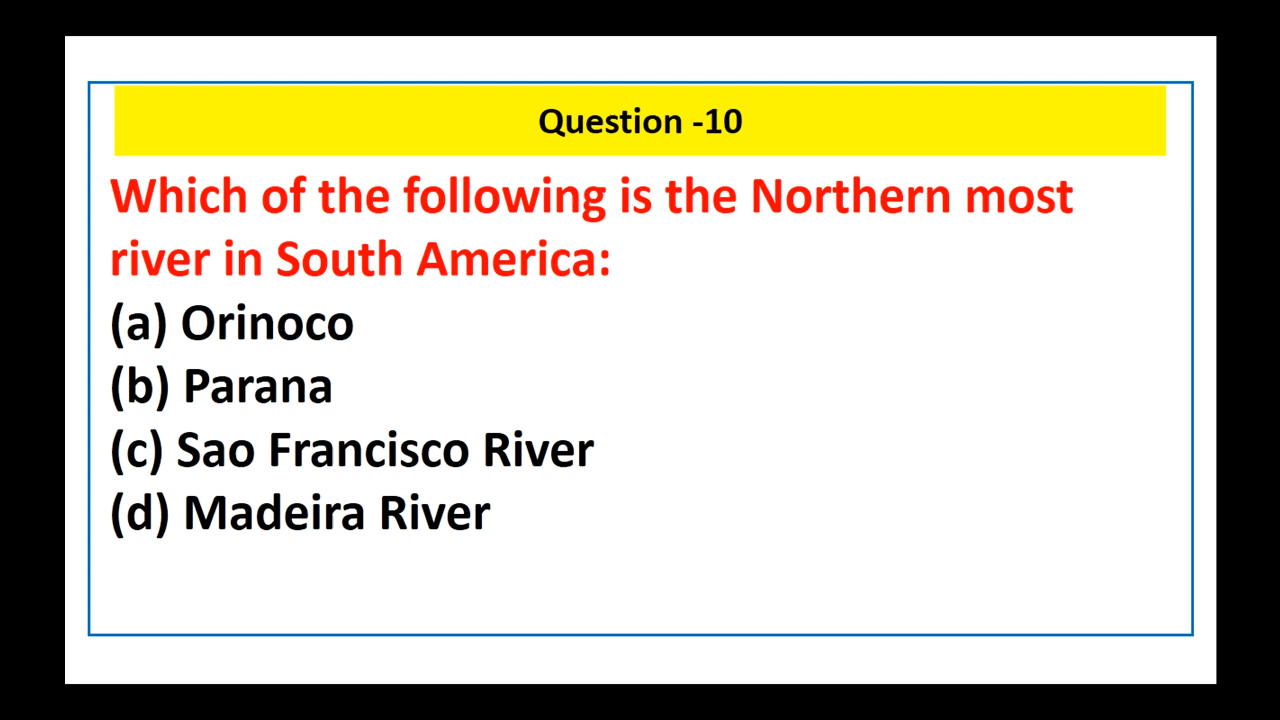 Question -10
Which of the following is the Northern most
river in South America:
(a) Orinoco
(b) Parana
(c) Sao Francisco River
(d) Madeira River